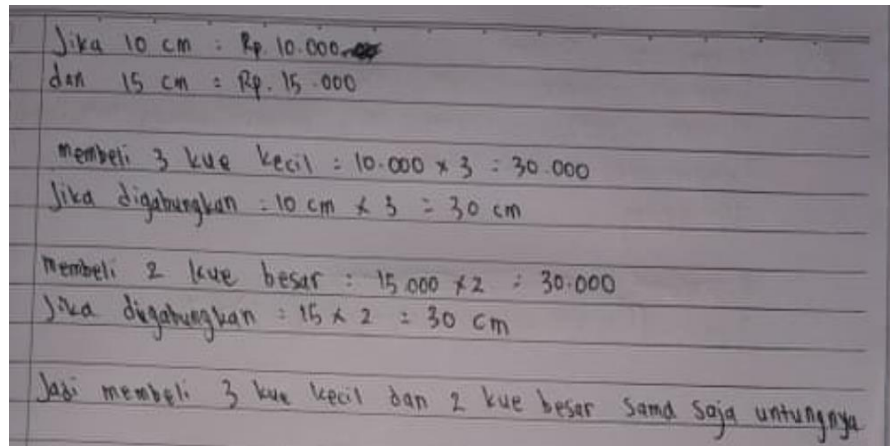 Jika 10 cm = Rp. 10.000
dan 15 cm = Rp. 15.000
membeli 3 kue kecil = 10.000 x 3 = 30.000
Jika digabungkan = 10 cm x 3 = 30 cm
Membeli 2 kue besar = 15.000 x 2 = 30.000
Jika digabungkan = 15 x 2 = 30 cm
Jadi membeli 3 kue kecil dan 2 kue besar sama saja untungnya